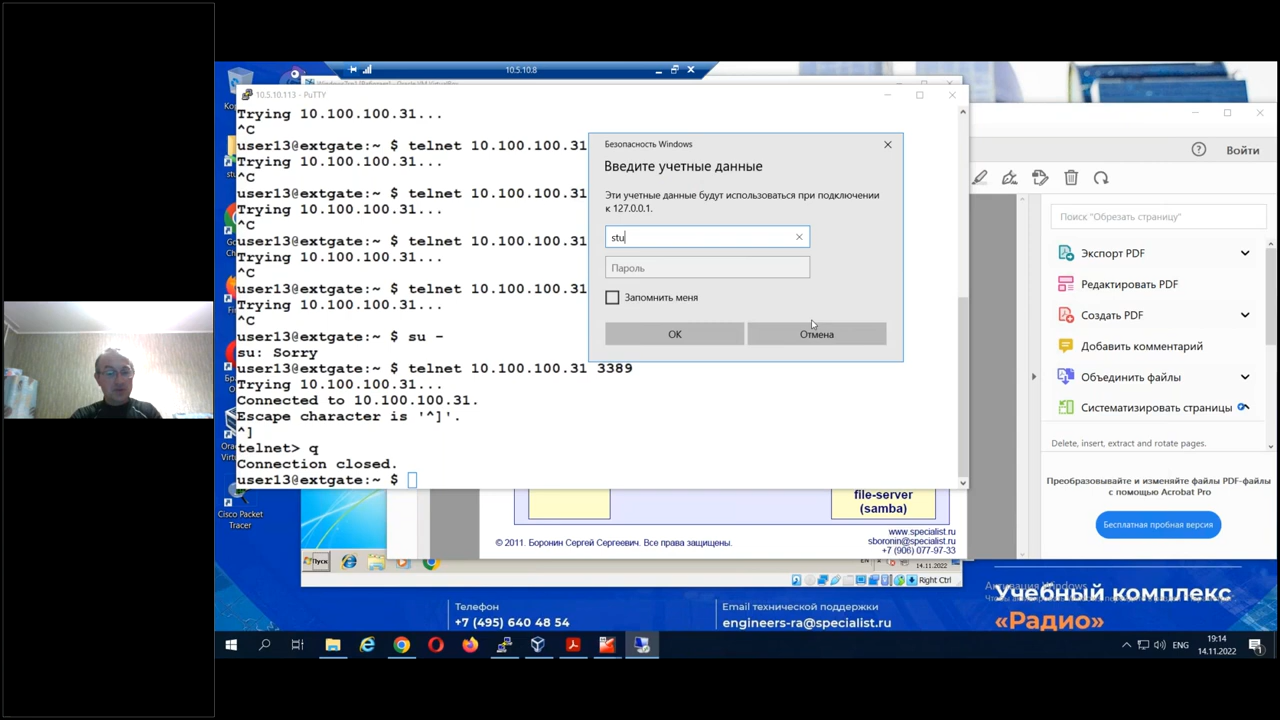 10.5.10.8
10.5.10.113 - PuTTY
Trying 10.100.100.31...
^C
user13@extgate:~ $ telnet 10.100.100.31
Trying 10.100.100.31...
^C
user13@extgate:~ $ telnet 10.100.100.31
Trying 10.100.100.31...
^C
user13@extgate:~ $ telnet 10.100.100.31
Trying 10.100.100.31...
^C
user13@extgate:~ $ telnet 10.100.100.31
Trying 10.100.100.31...
^C
user13@extgate:~ $ su -
su: Sorry
user13@extgate:~ $ telnet 10.100.100.31 3389
Trying 10.100.100.31...
Connected to 10.100.100.31.
Escape character is '^]'.
^]
telnet> q
Connection closed.
user13@extgate:~ $
Безопасность Windows
Введите учетные данные
Эти учетные данные будут использоваться при подключении
к 127.0.0.1.
stu
Пароль
Запомнить меня
OK
Отмена
Войти
Поиск "Обрезать страницу"
Экспорт PDF
Редактировать PDF
Создать PDF
Добавить комментарий
Объединить файлы
Систематизировать страницы
Delete, insert, extract and rotate pages.
Преобразовывайте и изменяйте файлы PDF-файлы
с помощью Acrobat Pro
Бесплатная пробная версия
file-server
(samba)
www.specialist.ru
© 2011. Боронин Сергей Сергеевич. Все права защищены.
sboronin@specialist.ru
+7 (906) 077-97-33
Пуск
14.11.2022
Right Ctrl
Cisco Packet
Tracer
Активация Windows
Учебный комплекс
«Радио»
Телефон
+7 (495) 640 48 54
Email технической поддержки
engineers-ra@specialist.ru
ENG
19:14
14.11.2022